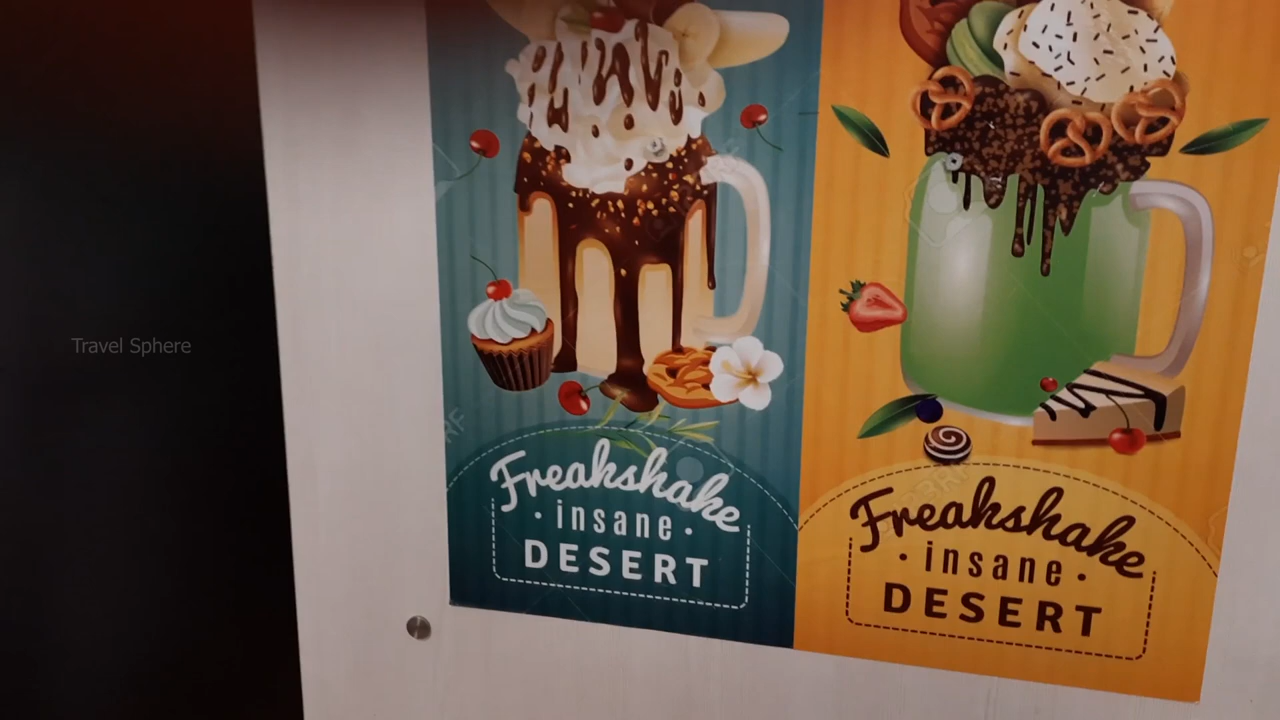 Travel Sphere
Freakshake
· insane ·
DESERT
Freakshake
· insane ·
DESERT